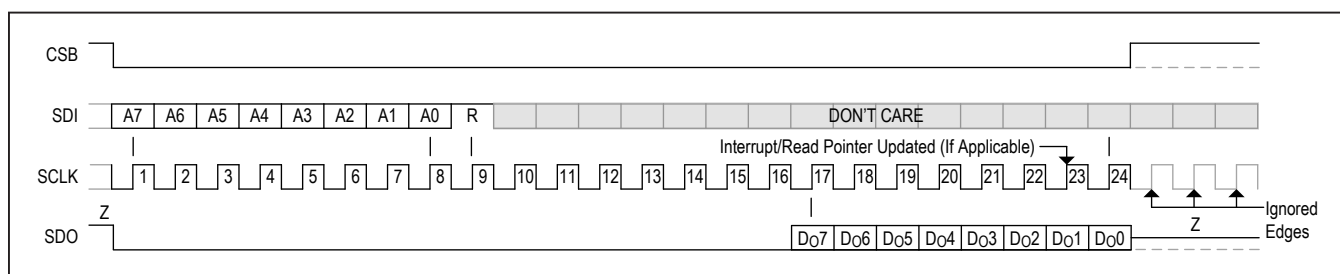 CSB
SDI A7 A6 A5 A4 A3 A2 A1 A0 R DON'T CARE
Interrupt/Read Pointer Updated (If Applicable)
SCLK 1 2 3 4 5 6 7 8 9 10 11 12 13 14 15 16 17 18 19 20 21 22 23 24
Z
Ignored
Edges
Z
SDO DO7 DO6 DO5 DO4 DO3 DO2 DO1 DO0